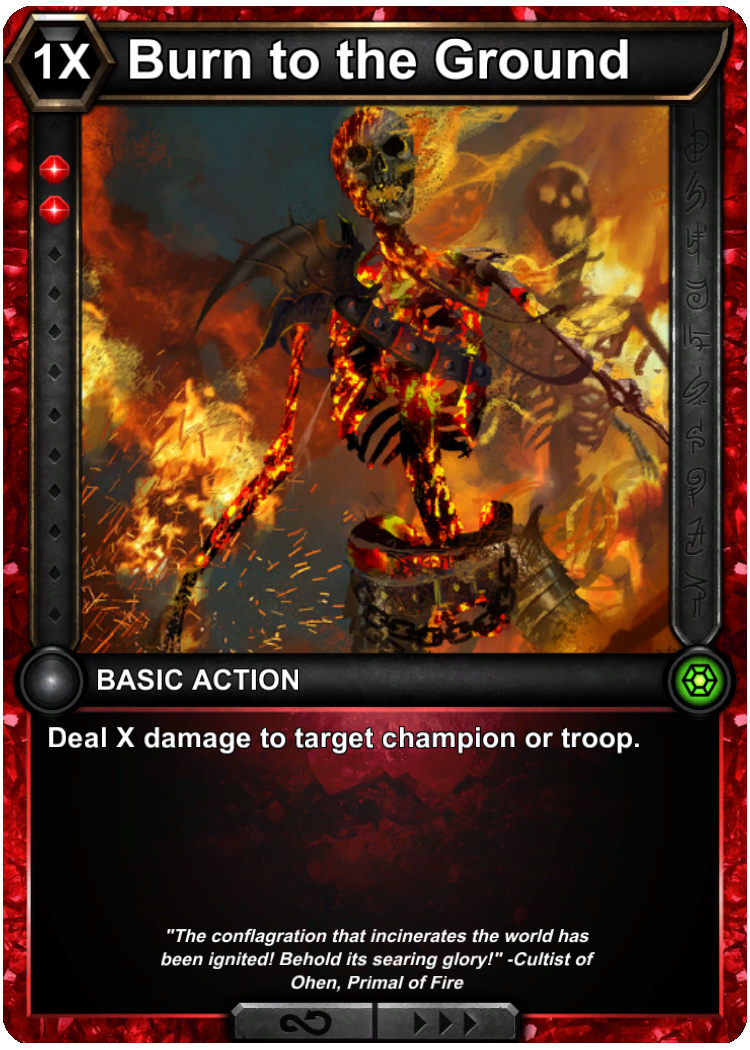 1X Burn to the Ground
BASIC ACTION
Deal X damage to target champion or troop.
"The conflagration that incinerates the world has
been ignited! Behold its searing glory!" -Cultist of
Ohen, Primal of Fire